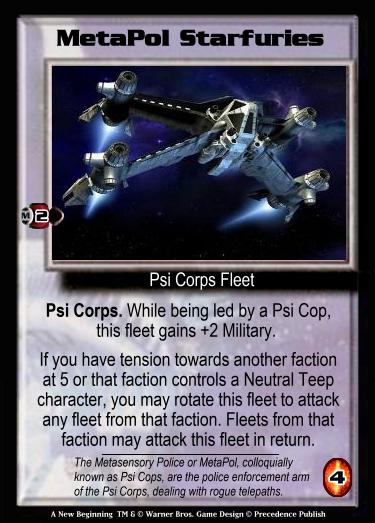 MetaPol Starfuries
M 2
Psi Corps Fleet
Psi Corps. While being led by a Psi Cop,
this fleet gains +2 Military.
If you have tension towards another faction
at 5 or that faction controls a Neutral Teep
character, you may rotate this fleet to attack
any fleet from that faction. Fleets from that
faction may attack this fleet in return.
The Metasensory Police or MetaPol, colloquially
known as Psi Cops, are the police enforcement arm
of the Psi Corps, dealing with rogue telepaths.
4
A New Beginning TM & © Warner Bros. Game Design © Precedence Publish